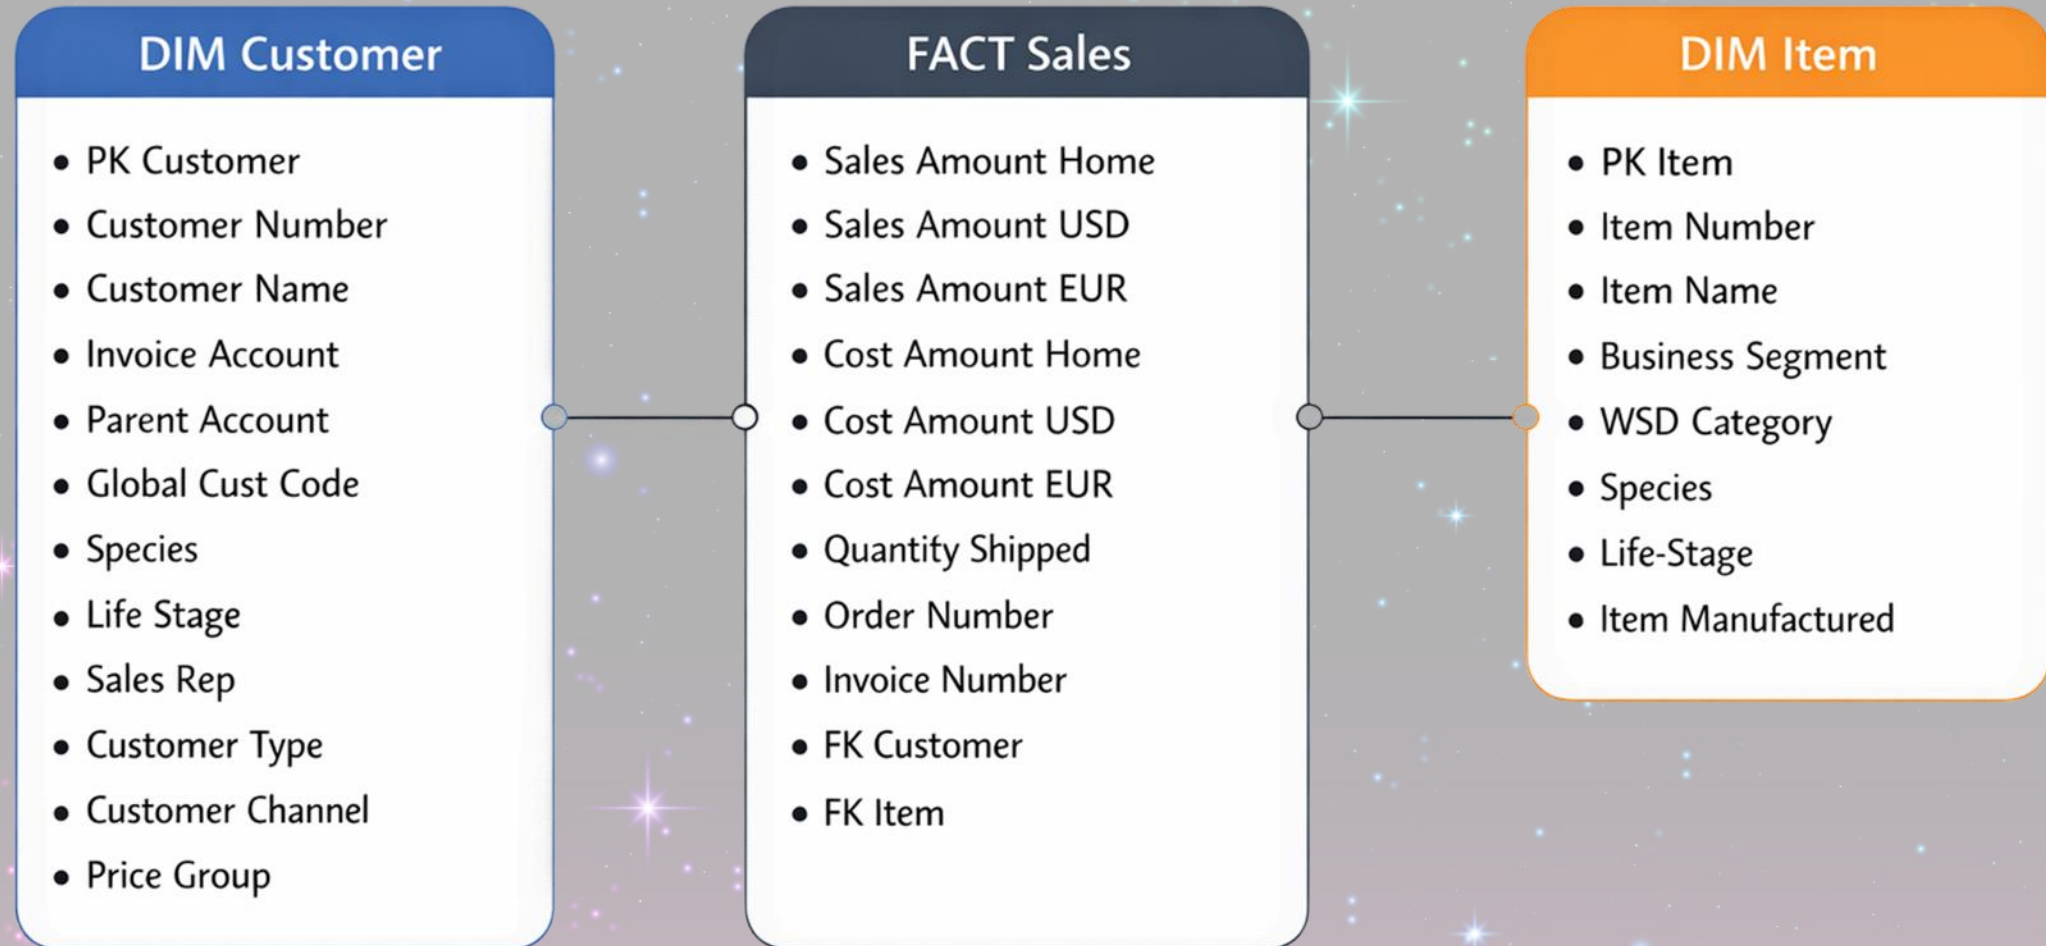 DIM Customer
• PK Customer
• Customer Number
• Customer Name
• Invoice Account
• Parent Account
• Global Cust Code
• Species
• Life Stage
• Sales Rep
• Customer Type
• Customer Channel
• Price Group
FACT Sales
• Sales Amount Home
• Sales Amount USD
• Sales Amount EUR
• Cost Amount Home
• Cost Amount USD
• Cost Amount EUR
• Quantify Shipped
• Order Number
• Invoice Number
• FK Customer
• FK Item
DIM Item
• PK Item
• Item Number
• Item Name
• Business Segment
• WSD Category
• Species
• Life-Stage
• Item Manufactured